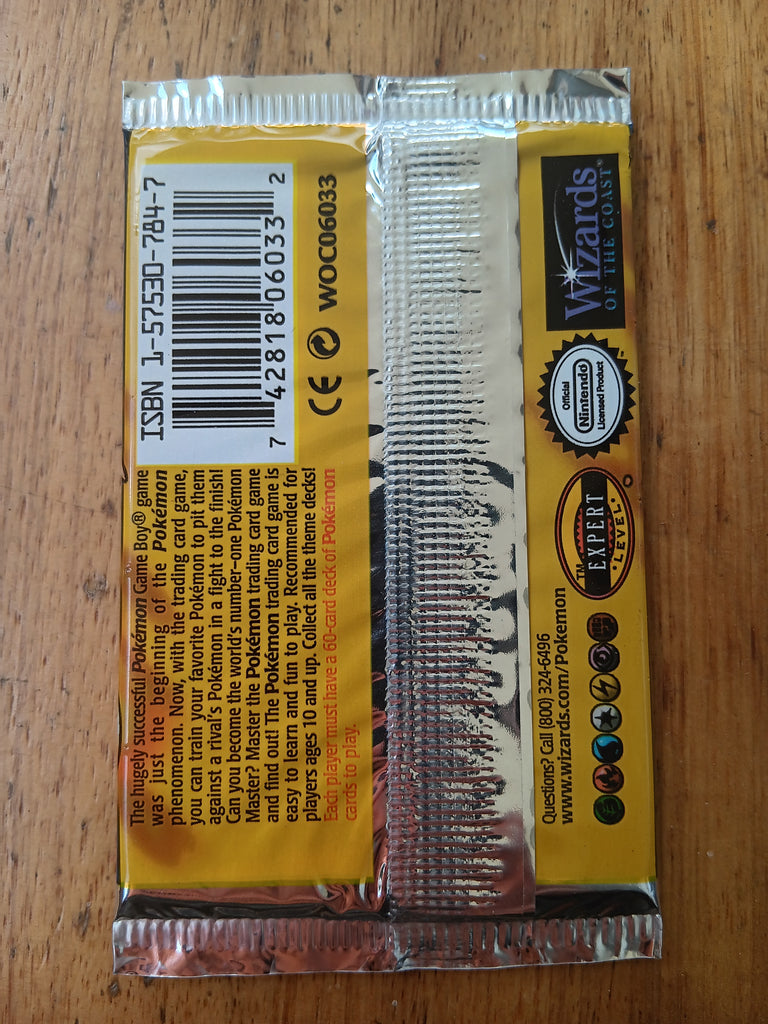 The hugely successful Pokémon Game Boy® game
was just the beginning of the Pokémon
phenomenon. Now, with the trading card game,
you can train your favorite Pokémon to pit them
against a rival's Pokémon in a fight to the finish!
Can you become the world's number–one Pokémon
Master? Master the Pokémon trading card game
and find out! The Pokémon trading card game is
easy to learn and fun to play. Recommended for
players ages 10 and up. Collect all the theme decks!
Each player must have a 60-card deck of Pokémon
cards to play.
ISBN 1-57530-784-7
7 42818 06033 2
CE WOC06033
Questions? Call (800) 324-6496
www.wizards.com/Pokemon
TM
EXPERT
LEVEL
Official
Nintendo
Licensed Product
Wizards®
OF THE COAST